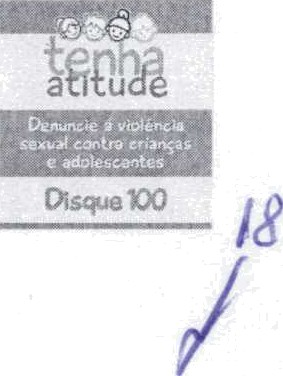 tenha
atitude
Denuncie a violência
sexual contra crianças
e adolescentes
Disque 100
18